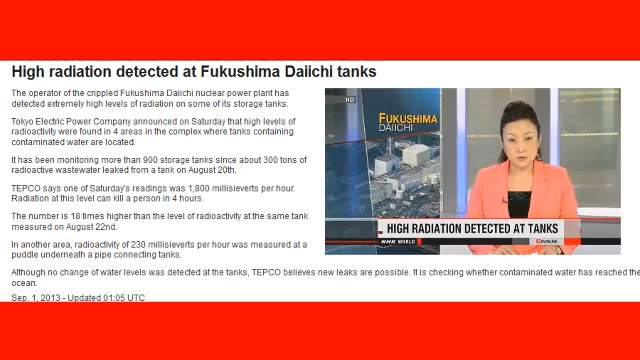 High radiation detected at Fukushima Daiichi tanks
The operator of the crippled Fukushima Daiichi nuclear power plant has
detected extremely high levels of radiation on some of its storage tanks.
Tokyo Electric Power Company announced on Saturday that high levels of
radioactivity were found in 4 areas in the complex where tanks containing
contaminated water are located.
It has been monitoring more than 900 storage tanks since about 300 tons of
radioactive wastewater leaked from a tank on August 20th.
TEPCO says one of Saturday's readings was 1,800 millisieverts per hour.
Radiation at this level can kill a person in 4 hours.
The number is 18 times higher than the level of radioactivity at the same tank
measured on August 22nd.
In another area, radioactivity of 230 millisieverts per hour was measured at a
puddle underneath a pipe connecting tanks.
Although no change of water levels was detected at the tanks, TEPCO believes new leaks are possible. It is checking whether contaminated water has reached the
ocean.
Sep. 1, 2013 - Updated 01:05 UTC
HD
FUKUSHIMA
DAIICHI
HIGH RADIATION DETECTED AT TANKS
NHK WORLD
NEWSLINE